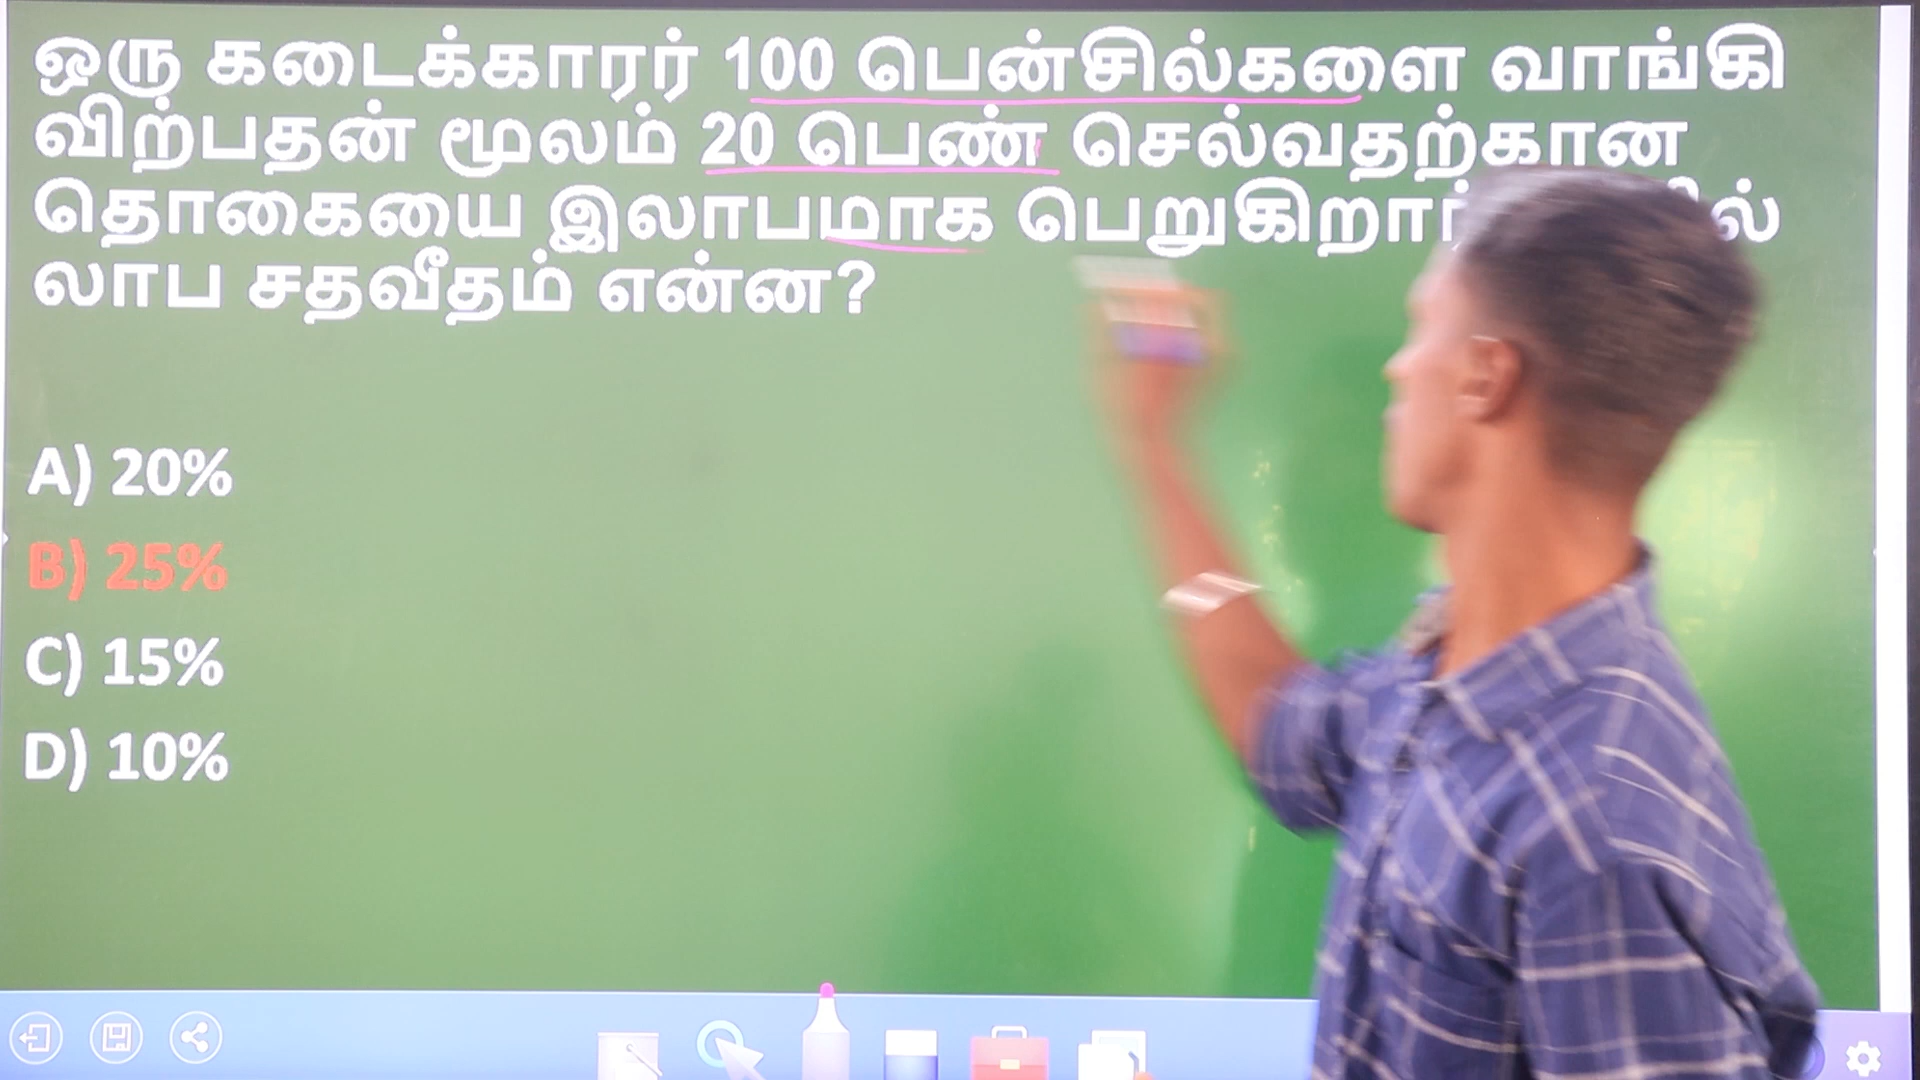 ஒரு கடைக்காரர் 100 பென்சில்களை வாங்கி
விற்பதன் மூலம் 20 பெண் செல்வதற்கான
தொகையை இலாபமாக பெறுகிறார்
லாப சதவீதம் என்ன?
A) 20%
B) 25%
C) 15%
D) 10%